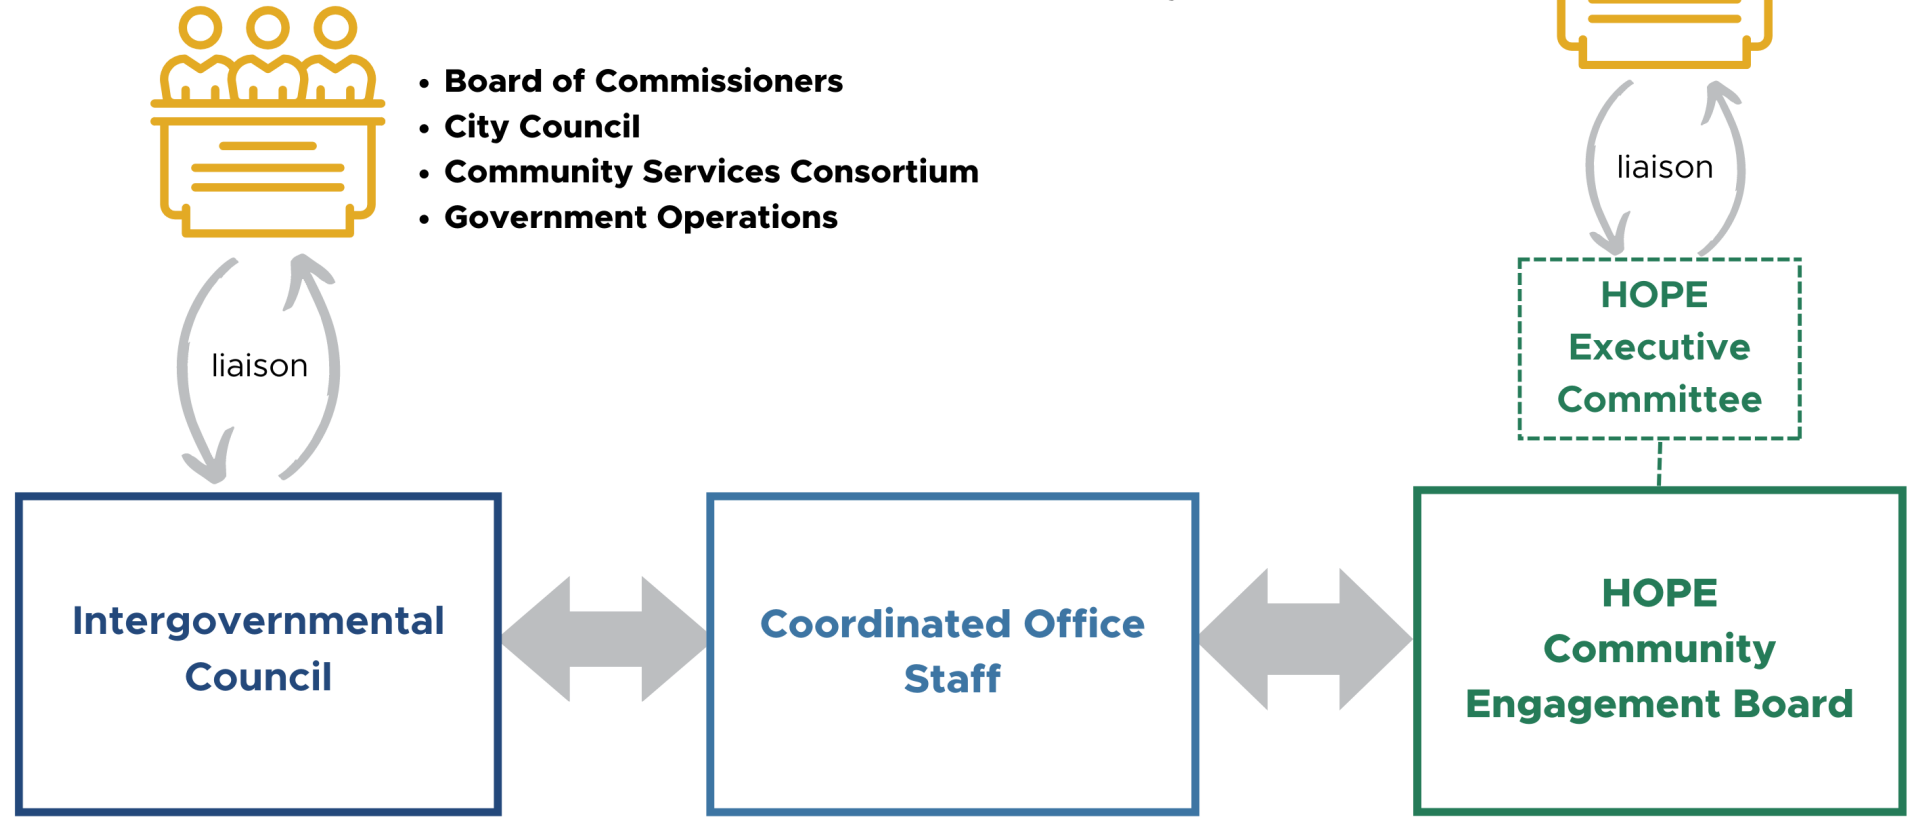 • Board of Commissioners
• City Council
• Community Services Consortium
• Government Operations
liaison
liaison
HOPE
Executive
Committee
Intergovernmental
Council
Coordinated Office
Staff
HOPE
Community
Engagement Board